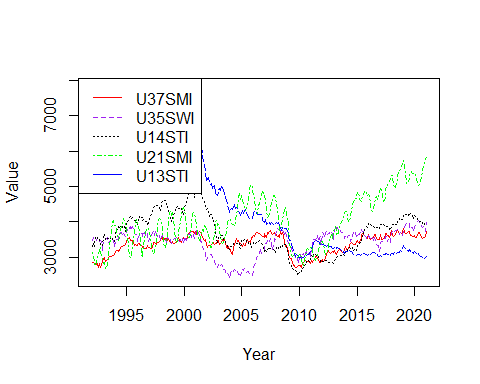 U37SMI
U35SWI
U14STI
U21SMI
U13STI
Value
3000
5000
7000
1995
2000
2005
2010
2015
2020
Year